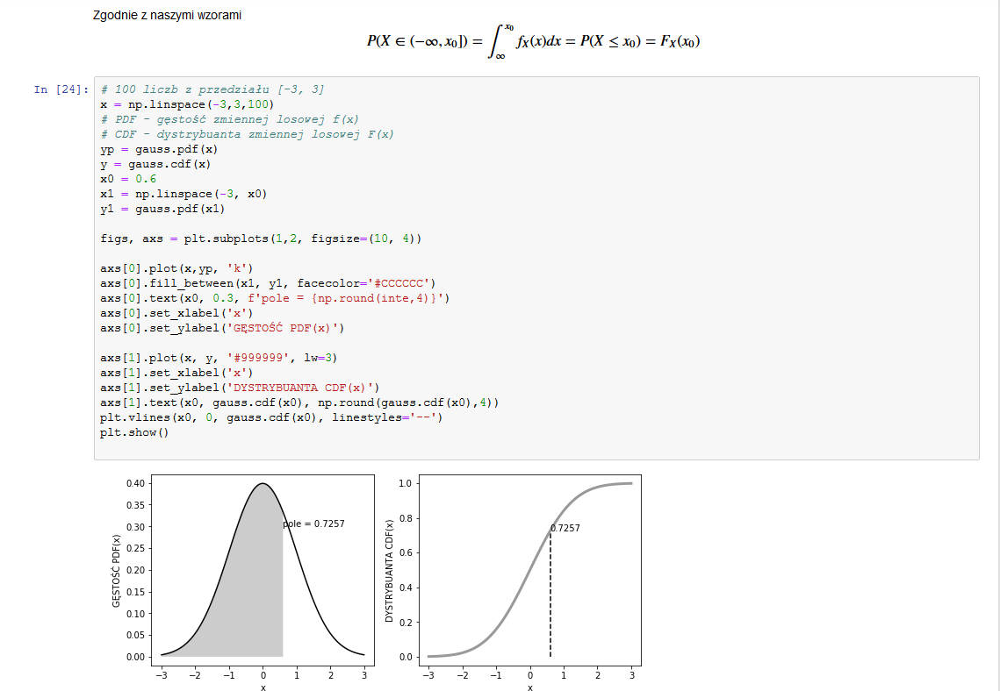 Zgodnie z naszymi wzorami
P(X ∈ (−∞, x₀]) = ∫_∞^x₀ f_X(x)dx = P(X ≤ x₀) = F_X(x₀)
In [24]:
# 100 liczb z przedziału [-3, 3]
x = np.linspace(-3,3,100)
# PDF - gęstość zmiennej losowej f(x)
# CDF - dystrybuanta zmiennej losowej F(x)
yp = gauss.pdf(x)
y = gauss.cdf(x)
x0 = 0.6
x1 = np.linspace(-3, x0)
y1 = gauss.pdf(x1)
figs, axs = plt.subplots(1,2, figsize=(10, 4))
axs[0].plot(x,yp, 'k')
axs[0].fill_between(x1, y1, facecolor='#CCCCCC')
axs[0].text(x0, 0.3, f'pole = {np.round(inte,4)}')
axs[0].set_xlabel('x')
axs[0].set_ylabel('GĘSTOŚĆ PDF(x)')
axs[1].plot(x, y, '#999999', lw=3)
axs[1].set_xlabel('x')
axs[1].set_ylabel('DYSTRYBUANTA CDF(x)')
axs[1].text(x0, gauss.cdf(x0), np.round(gauss.cdf(x0),4))
plt.vlines(x0, 0, gauss.cdf(x0), linestyles='--')
plt.show()
GĘSTOŚĆ PDF(x)
0.40
0.35
0.30
0.25
0.20
0.15
0.10
0.05
0.00
pole = 0.7257
−3 −2 −1 0 1 2 3
x
DYSTRYBUANTA CDF(x)
1.0
0.8
0.6
0.4
0.2
0.0
0.7257
−3 −2 −1 0 1 2 3
x